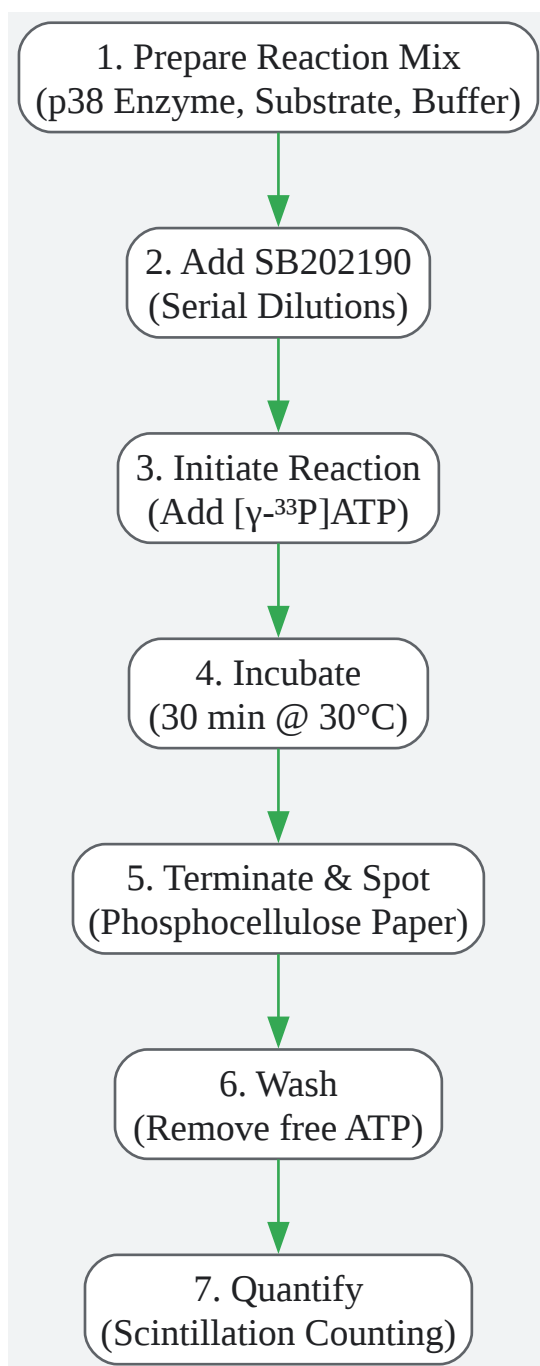 1. Prepare Reaction Mix
(p38 Enzyme, Substrate, Buffer)
2. Add SB202190
(Serial Dilutions)
3. Initiate Reaction
(Add [γ-³³P]ATP)
4. Incubate
(30 min @ 30°C)
5. Terminate & Spot
(Phosphocellulose Paper)
6. Wash
(Remove free ATP)
7. Quantify
(Scintillation Counting)